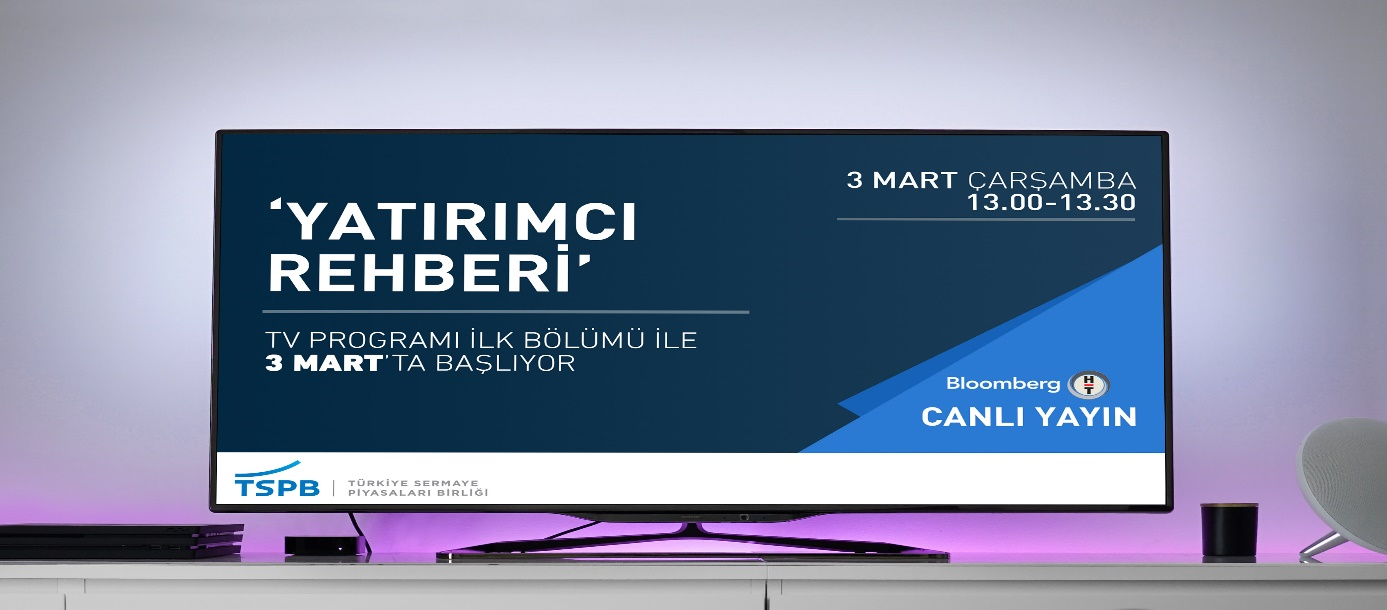 ‘YATIRIMCI
REHBERİ’
TV PROGRAMI İLK BÖLÜMÜ İLE
3 MART’TA BAŞLIYOR
3 MART ÇARŞAMBA
13.00-13.30
Bloomberg HT
CANLI YAYIN
TSPB | TÜRKİYE SERMAYE
PİYASALARI BİRLİĞİ